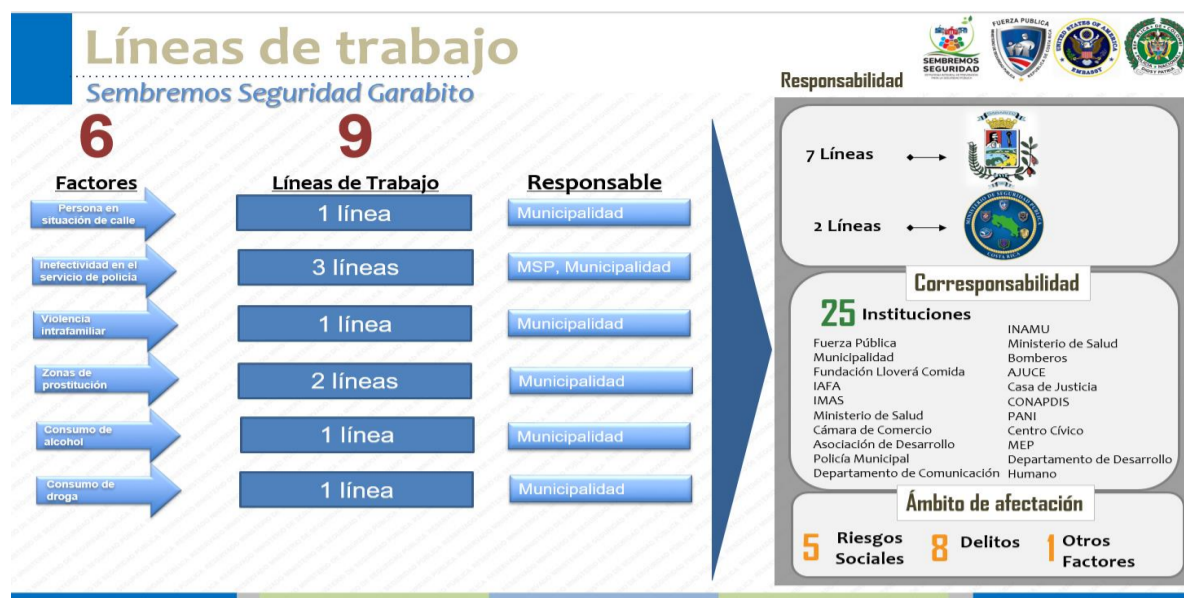 Líneas de trabajo
Sembremos Seguridad Garabito
6
Factores
Persona en
situación de calle
Inefectividad en el
servicio de policía
Violencia
intrafamiliar
Zonas de
prostitución
Consumo de
alcohol
Consumo de
droga
9
Líneas de Trabajo
1 línea
3 líneas
1 línea
2 líneas
1 línea
1 línea
Responsable
Municipalidad
MSP, Municipalidad
Municipalidad
Municipalidad
Municipalidad
Municipalidad
SEMBREMOS
SEGURIDAD
FUERZA PUBLICA
UNITED STATES OF AMERICA
EMBASSY
Responsabilidad
7 Líneas
2 Líneas
MINISTERIO DE SEGURIDAD PUBLICA
COSTA RICA
Corresponsabilidad
25 Instituciones
Fuerza Pública
Municipalidad
Fundación Lloverá Comida
IAFA
IMAS
Ministerio de Salud
Cámara de Comercio
Asociación de Desarrollo
Policía Municipal
Departamento de Comunicación
INAMU
Ministerio de Salud
Bomberos
AJUCE
Casa de Justicia
CONAPDIS
PANI
Centro Cívico
MEP
Departamento de Desarrollo
Humano
Ámbito de afectación
5 Riesgos
Sociales
8 Delitos
1 Otros
Factores